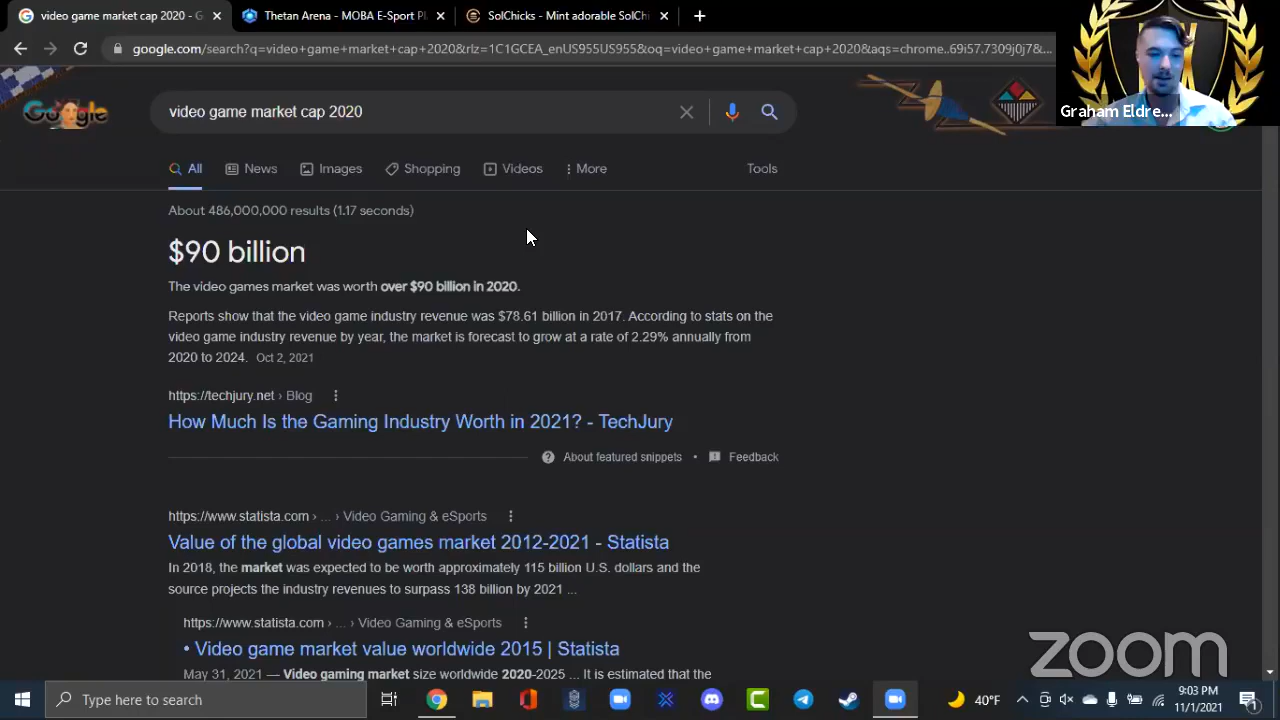 video game market cap 2020 - G
Thetan Arena - MOBA E-Sport Pl
SolChicks - Mint adorable SolCh
google.com/search?q=video+game+market+cap+2020&rlz=1C1GCEA_enUS955US955&oq=video+game+market+cap+2020&aqs=chrome..69i57.7309j0j7&...
Graham Eldre...
Google
video game market cap 2020
All
News
Images
Shopping
Videos
More
Tools
About 486,000,000 results (1.17 seconds)
$90 billion
The video games market was worth over $90 billion in 2020.
Reports show that the video game industry revenue was $78.61 billion in 2017. According to stats on the
video game industry revenue by year, the market is forecast to grow at a rate of 2.29% annually from
2020 to 2024. Oct 2, 2021
https://techjury.net › Blog
How Much Is the Gaming Industry Worth in 2021? - TechJury
About featured snippets • Feedback
https://www.statista.com › ... › Video Gaming & eSports
Value of the global video games market 2012-2021 - Statista
In 2018, the market was expected to be worth approximately 115 billion U.S. dollars and the
source projects the industry revenues to surpass 138 billion by 2021 ...
https://www.statista.com › ... › Video Gaming & eSports
• Video game market value worldwide 2015 | Statista
May 31, 2021 — Video gaming market size worldwide 2020-2025 ... It is estimated that the
zoom
Type here to search
40°F
9:03 PM
11/1/2021
1